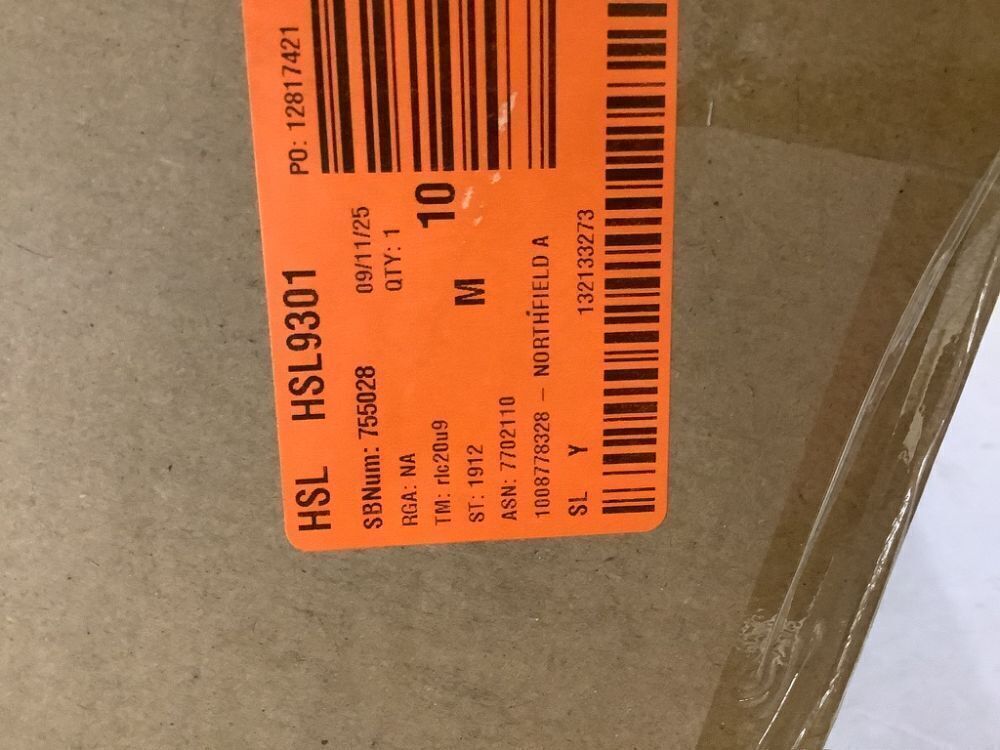 HSL HSL9301 PO: 12817421
SBNum: 755028 09/11/25
RGA: NA QTY: 1
TM: rlc20u9 10
ST: 1912 M
ASN: 7702110
1008778328 – NORTHFIELD A
SL Y 132133273